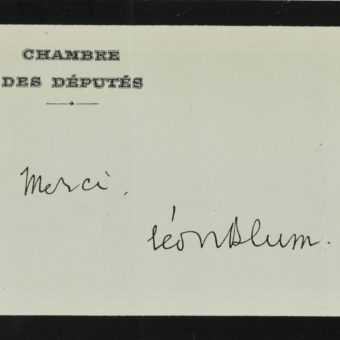 CHAMBRE
DES DÉPUTÉS
Merci.
Léon Blum.